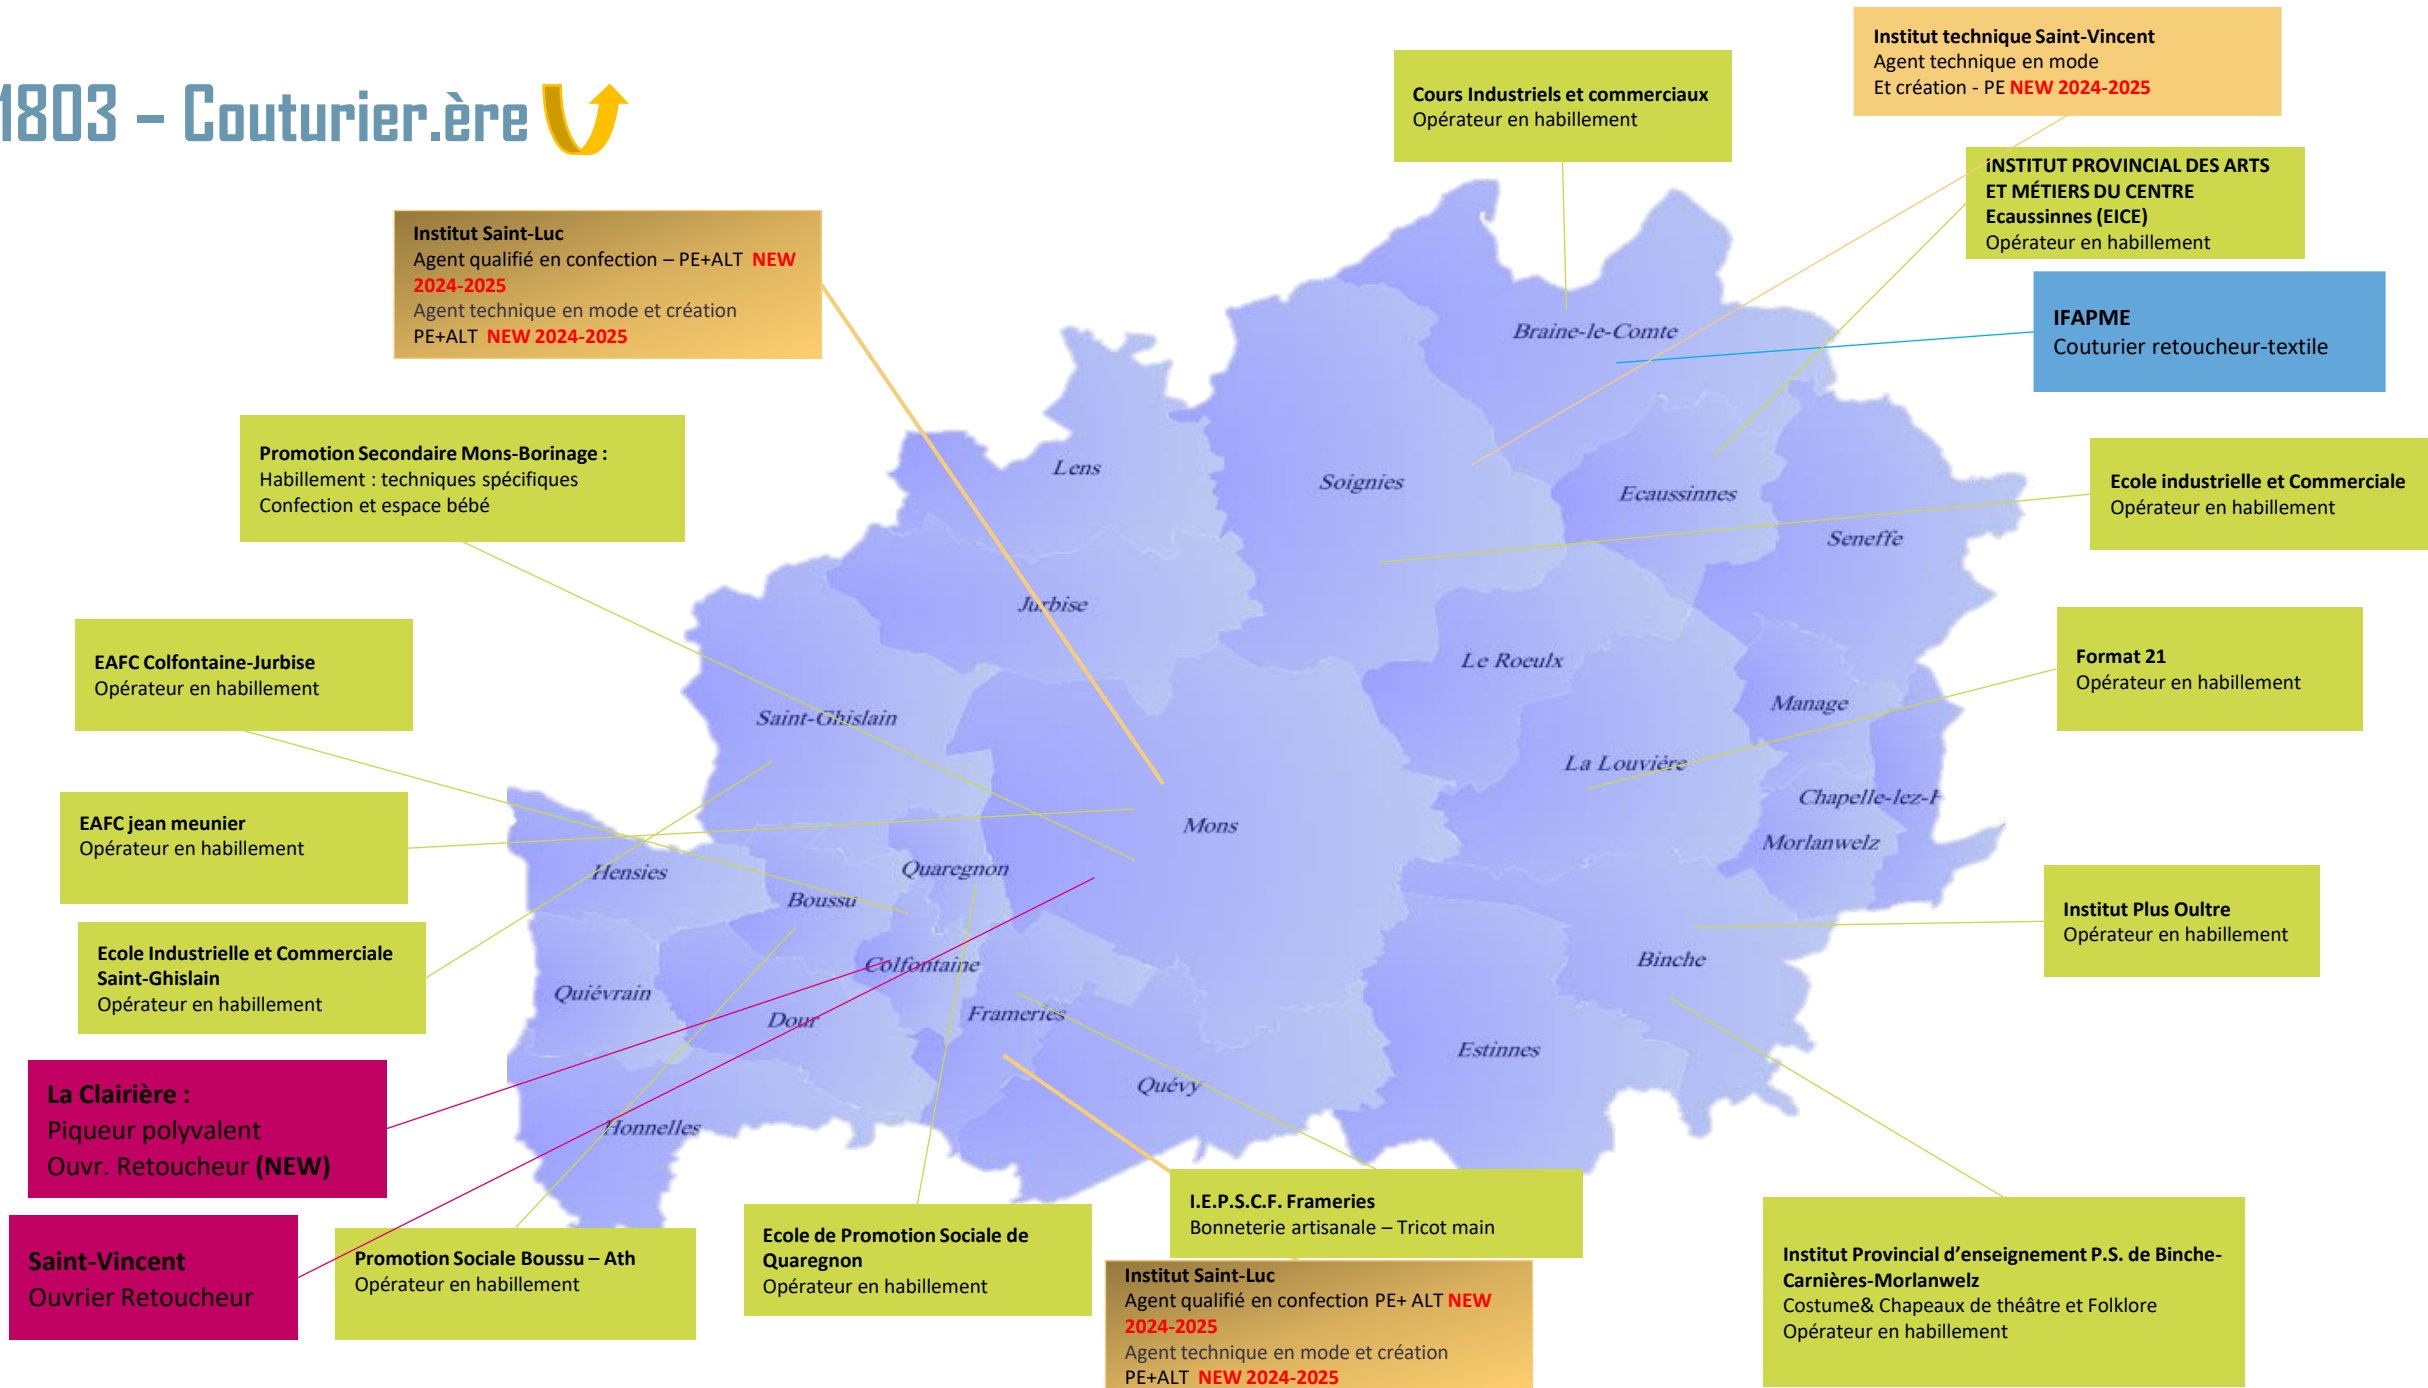 1803 – Couturier.ère
Institut technique Saint-Vincent
Agent technique en mode
Et création - PE NEW 2024-2025
Cours Industriels et commerciaux
Opérateur en habillement
iNSTITUT PROVINCIAL DES ARTS
ET MÉTIERS DU CENTRE
Ecaussinnes (EICE)
Opérateur en habillement
Institut Saint-Luc
Agent qualifié en confection – PE+ALT NEW
2024-2025
Agent technique en mode et création
PE+ALT NEW 2024-2025
IFAPME
Couturier retoucheur-textile
Braine-le-Comte
Promotion Secondaire Mons-Borinage :
Habillement : techniques spécifiques
Confection et espace bébé
Lens
Soignies
Ecaussinnes
Ecole industrielle et Commerciale
Opérateur en habillement
Seneffe
Jurbise
EAFC Colfontaine-Jurbise
Opérateur en habillement
Le Roeulx
Format 21
Opérateur en habillement
Saint-Ghislain
Manage
La Louvière
Chapelle-lez-H
EAFC jean meunier
Opérateur en habillement
Mons
Morlanwelz
Hensies
Quaregnon
Boussu
Institut Plus Oultre
Opérateur en habillement
Ecole Industrielle et Commerciale
Saint-Ghislain
Opérateur en habillement
Colfontaine
Binche
Quiévrain
Dour
Frameries
Estinnes
La Clairière :
Piqueur polyvalent
Ouvr. Retoucheur (NEW)
Quévy
Honnelles
Saint-Vincent
Ouvrier Retoucheur
Promotion Sociale Boussu – Ath
Opérateur en habillement
Ecole de Promotion Sociale de
Quaregnon
Opérateur en habillement
I.E.P.S.C.F. Frameries
Bonneterie artisanale – Tricot main
Institut Saint-Luc
Agent qualifié en confection PE+ ALT NEW
2024-2025
Agent technique en mode et création
PE+ALT NEW 2024-2025
Institut Provincial d'enseignement P.S. de Binche-
Carnières-Morlanwelz
Costume& Chapeaux de théâtre et Folklore
Opérateur en habillement